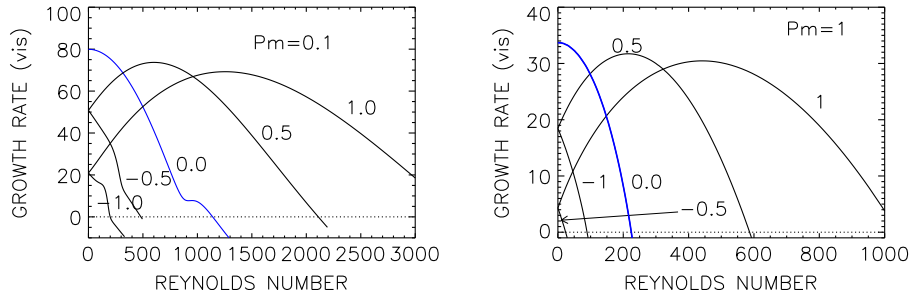 GROWTH RATE (vis)
100
80
60
40
20
0
Pm=0.1
1.0
0.5
0.0
−0.5
−1.0
0 500 1000 1500 2000 2500 3000
REYNOLDS NUMBER
GROWTH RATE (vis)
40
30
20
10
0
Pm=1
0.5
1
−1
0.0
−0.5
0 200 400 600 800 1000
REYNOLDS NUMBER